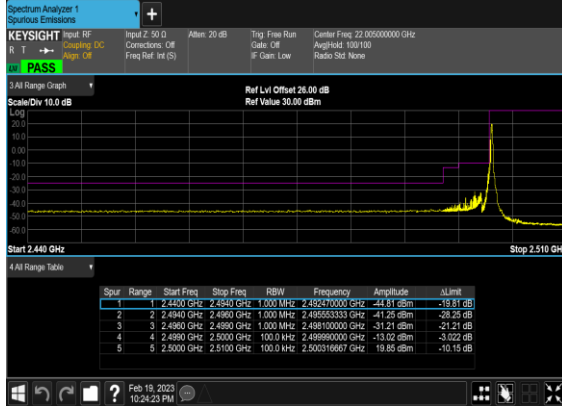 Spectrum Analyzer 1
Spurious Emissions
+
KEYSIGHT Input: RF Input Z: 50 Ω Atten: 20 dB Trig: Free Run Center Freq: 22.005000000 GHz
R T Coupling: DC Corrections: Off Gate: Off Avg|Hold: 100/100
Align: Off Freq Ref: Int (S) IF Gain: Low Radio Std: None
PASS
3 All Range Graph
Ref Lvl Offset 26.00 dB
Scale/Div 10.0 dB Ref Value 30.00 dBm
Log
20.0
10.0
0.00
-10.0
-20.0
-30.0
-40.0
-50.0
-60.0
Start 2.440 GHz Stop 2.510 GHz
4 All Range Table
Spur Range Start Freq Stop Freq RBW Frequency Amplitude ΔLimit
1 1 2.4400 GHz 2.4940 GHz 1.000 MHz 2.492470000 GHz -44.81 dBm -19.81 dB
2 2 2.4940 GHz 2.4960 GHz 1.000 MHz 2.495553333 GHz -41.25 dBm -28.25 dB
3 3 2.4960 GHz 2.4990 GHz 1.000 MHz 2.498100000 GHz -31.21 dBm -21.21 dB
4 4 2.4990 GHz 2.5000 GHz 100.0 kHz 2.499990000 GHz -13.02 dBm -3.022 dB
5 5 2.5000 GHz 2.5100 GHz 100.0 kHz 2.500316667 GHz 19.85 dBm -10.15 dB
? Feb 19, 2023
10:24:23 PM